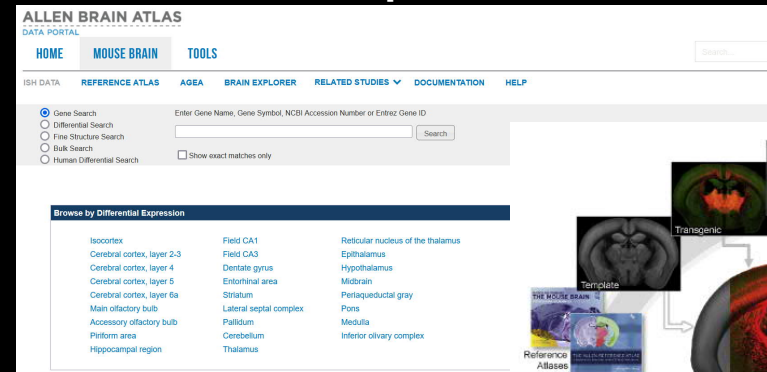 ALLEN BRAIN ATLAS
DATA PORTAL
HOME MOUSE BRAIN TOOLS
Search...
ISH DATA REFERENCE ATLAS AGEA BRAIN EXPLORER RELATED STUDIES DOCUMENTATION HELP
Gene Search
Differential Search
Fine Structure Search
Bulk Search
Human Differential Search
Enter Gene Name, Gene Symbol, NCBI Accession Number or Entrez Gene ID
Search
Show exact matches only
Browse by Differential Expression
Isocortex
Cerebral cortex, layer 2-3
Cerebral cortex, layer 4
Cerebral cortex, layer 5
Cerebral cortex, layer 6a
Main olfactory bulb
Accessory olfactory bulb
Piriform area
Hippocampal region
Field CA1
Field CA3
Dentate gyrus
Entorhinal area
Striatum
Lateral septal complex
Pallidum
Cerebellum
Thalamus
Reticular nucleus of the thalamus
Epithalamus
Hypothalamus
Midbrain
Periaqueductal gray
Pons
Medulla
Inferior olivary complex
Transgenic
Template
THE MOUSE BRAIN
THE ALLEN REFERENCE ATLAS
Reference
Atlases